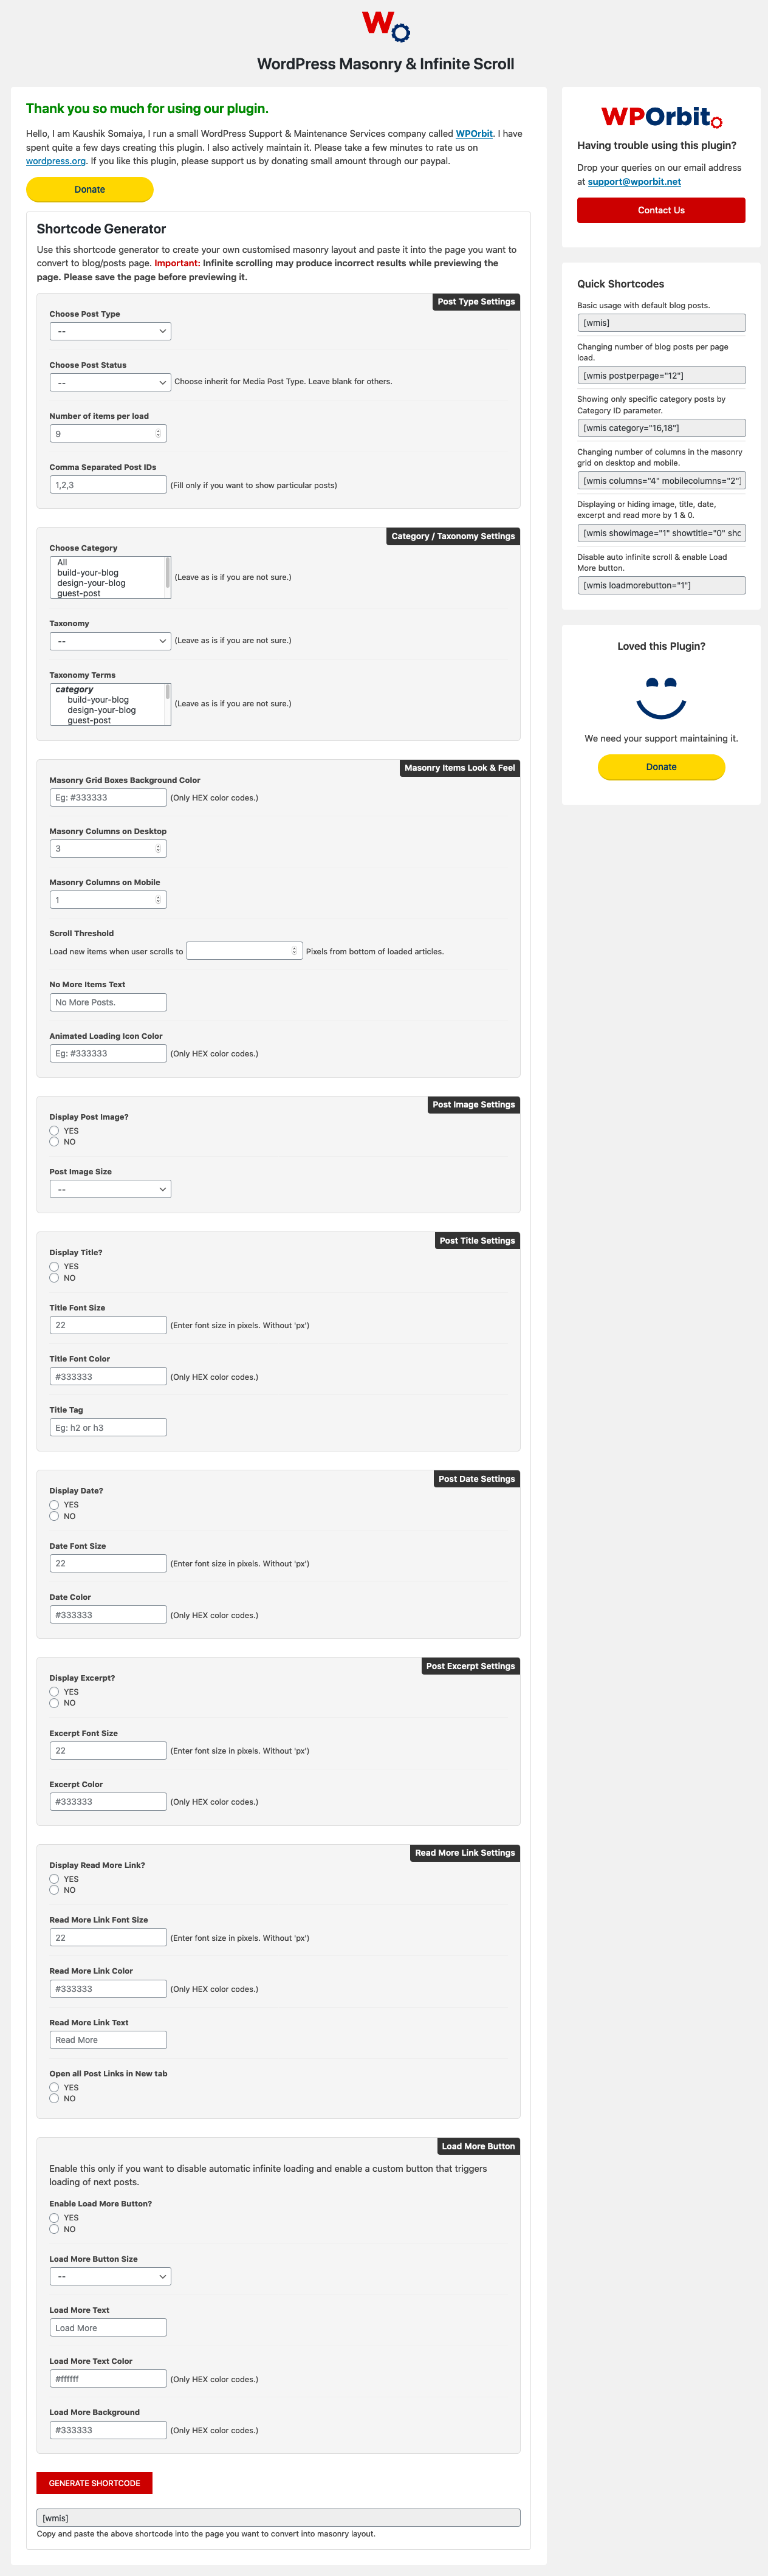 WordPress Masonry & Infinite Scroll
Thank you so much for using our plugin.
Hello, I am Kaushik Somaiya, I run a small WordPress Support & Maintenance Services company called WPOrbit. I have
spent quite a few days creating this plugin. I also actively maintain it. Please take a few minutes to rate us on
wordpress.org. If you like this plugin, please support us by donating small amount through our paypal.
Donate
Shortcode Generator
Use this shortcode generator to create your own customised masonry layout and paste it into the page you want to
convert to blog/posts page. Important: Infinite scrolling may produce incorrect results while previewing the
page. Please save the page before previewing it.
Post Type Settings
Choose Post Type
--
Choose Post Status
-- Choose inherit for Media Post Type. Leave blank for others.
Number of items per load
9
Comma Separated Post IDs
1,2,3 (Fill only if you want to show particular posts)
Category / Taxonomy Settings
Choose Category
All
build-your-blog
design-your-blog
guest-post
(Leave as is if you are not sure.)
Taxonomy
-- (Leave as is if you are not sure.)
Taxonomy Terms
category
build-your-blog
design-your-blog
guest-post
(Leave as is if you are not sure.)
Masonry Items Look & Feel
Masonry Grid Boxes Background Color
Eg: #333333 (Only HEX color codes.)
Masonry Columns on Desktop
3
Masonry Columns on Mobile
1
Scroll Threshold
Load new items when user scrolls to Pixels from bottom of loaded articles.
No More Items Text
No More Posts.
Animated Loading Icon Color
Eg: #333333 (Only HEX color codes.)
Post Image Settings
Display Post Image?
YES
NO
Post Image Size
--
Post Title Settings
Display Title?
YES
NO
Title Font Size
22 (Enter font size in pixels. Without 'px')
Title Font Color
#333333 (Only HEX color codes.)
Title Tag
Eg: h2 or h3
Post Date Settings
Display Date?
YES
NO
Date Font Size
22 (Enter font size in pixels. Without 'px')
Date Color
#333333 (Only HEX color codes.)
Post Excerpt Settings
Display Excerpt?
YES
NO
Excerpt Font Size
22 (Enter font size in pixels. Without 'px')
Excerpt Color
#333333 (Only HEX color codes.)
Read More Link Settings
Display Read More Link?
YES
NO
Read More Link Font Size
22 (Enter font size in pixels. Without 'px')
Read More Link Color
#333333 (Only HEX color codes.)
Read More Link Text
Read More
Open all Post Links in New tab
YES
NO
Load More Button
Enable this only if you want to disable automatic infinite loading and enable a custom button that triggers
loading of next posts.
Enable Load More Button?
YES
NO
Load More Button Size
--
Load More Text
Load More
Load More Text Color
#ffffff (Only HEX color codes.)
Load More Background
#333333 (Only HEX color codes.)
GENERATE SHORTCODE
[wmis]
Copy and paste the above shortcode into the page you want to convert into masonry layout.
WPOrbit
Having trouble using this plugin?
Drop your queries on our email address
at support@wporbit.net
Contact Us
Quick Shortcodes
Basic usage with default blog posts.
[wmis]
Changing number of blog posts per page
load.
[wmis postperpage="12"]
Showing only specific category posts by
Category ID parameter.
[wmis category="16,18"]
Changing number of columns in the masonry
grid on desktop and mobile.
[wmis columns="4" mobilecolumns="2"]
Displaying or hiding image, title, date,
excerpt and read more by 1 & 0.
[wmis showimage="1" showtitle="0" sho
Disable auto infinite scroll & enable Load
More button.
[wmis loadmorebutton="1"]
Loved this Plugin?
We need your support maintaining it.
Donate